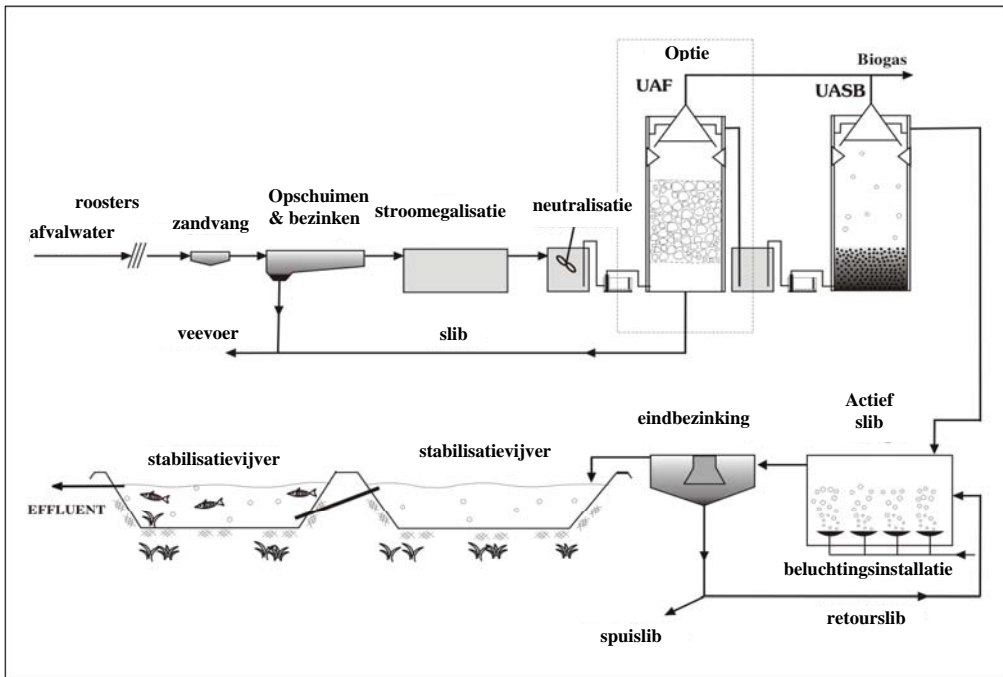 Optie
Biogas
UAF
UASB
Opschuimen
& bezinken
stroomegalisatie
neutralisatie
roosters
zandvang
afvalwater
veevoer
slib
Actief
slib
eindbezinking
stabilisatievijver
stabilisatievijver
EFFLUENT
beluchtingsinstallatie
retourslib
spuislib